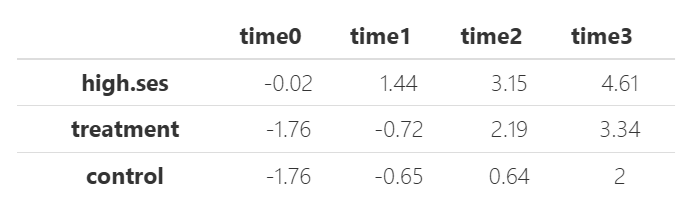 time0 time1 time2 time3
high.ses -0.02 1.44 3.15 4.61
treatment -1.76 -0.72 2.19 3.34
control -1.76 -0.65 0.64 2